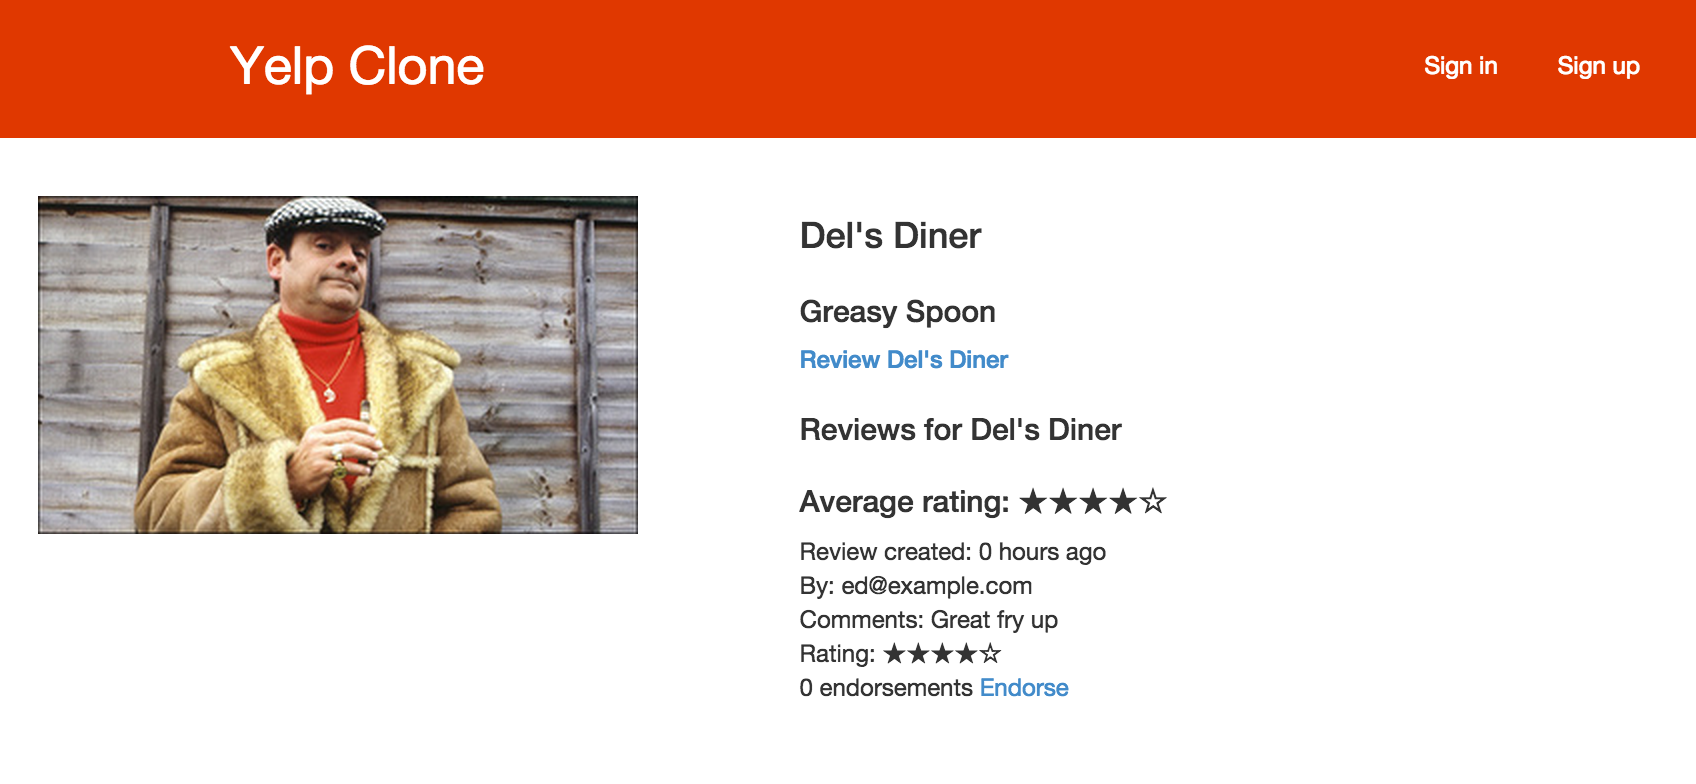 Yelp Clone
Sign in
Sign up
Del's Diner
Greasy Spoon
Review Del's Diner
Reviews for Del's Diner
Average rating: ★★★★☆
Review created: 0 hours ago
By: ed@example.com
Comments: Great fry up
Rating: ★★★★☆
0 endorsements Endorse